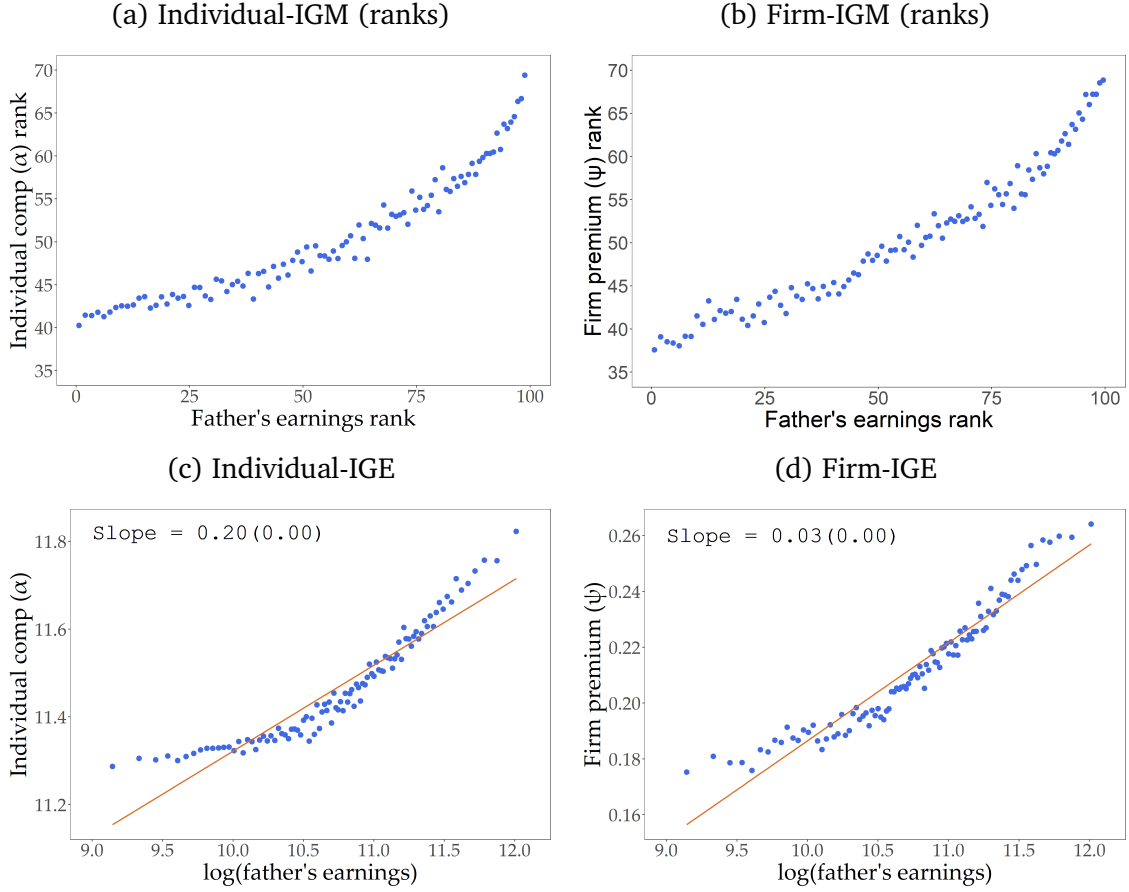 (a) Individual-IGM (ranks)
Individual comp (α) rank
70
65
60
55
50
45
40
35
0 25 50 75 100
Father's earnings rank
(b) Firm-IGM (ranks)
Firm premium (ψ) rank
70
65
60
55
50
45
40
35
0 25 50 75 100
Father's earnings rank
(c) Individual-IGE
Slope = 0.20(0.00)
Individual comp (α)
11.8
11.6
11.4
11.2
9.0 9.5 10.0 10.5 11.0 11.5 12.0
log(father's earnings)
(d) Firm-IGE
Slope = 0.03(0.00)
Firm premium (ψ)
0.26
0.24
0.22
0.20
0.18
0.16
9.0 9.5 10.0 10.5 11.0 11.5 12.0
log(father's earnings)